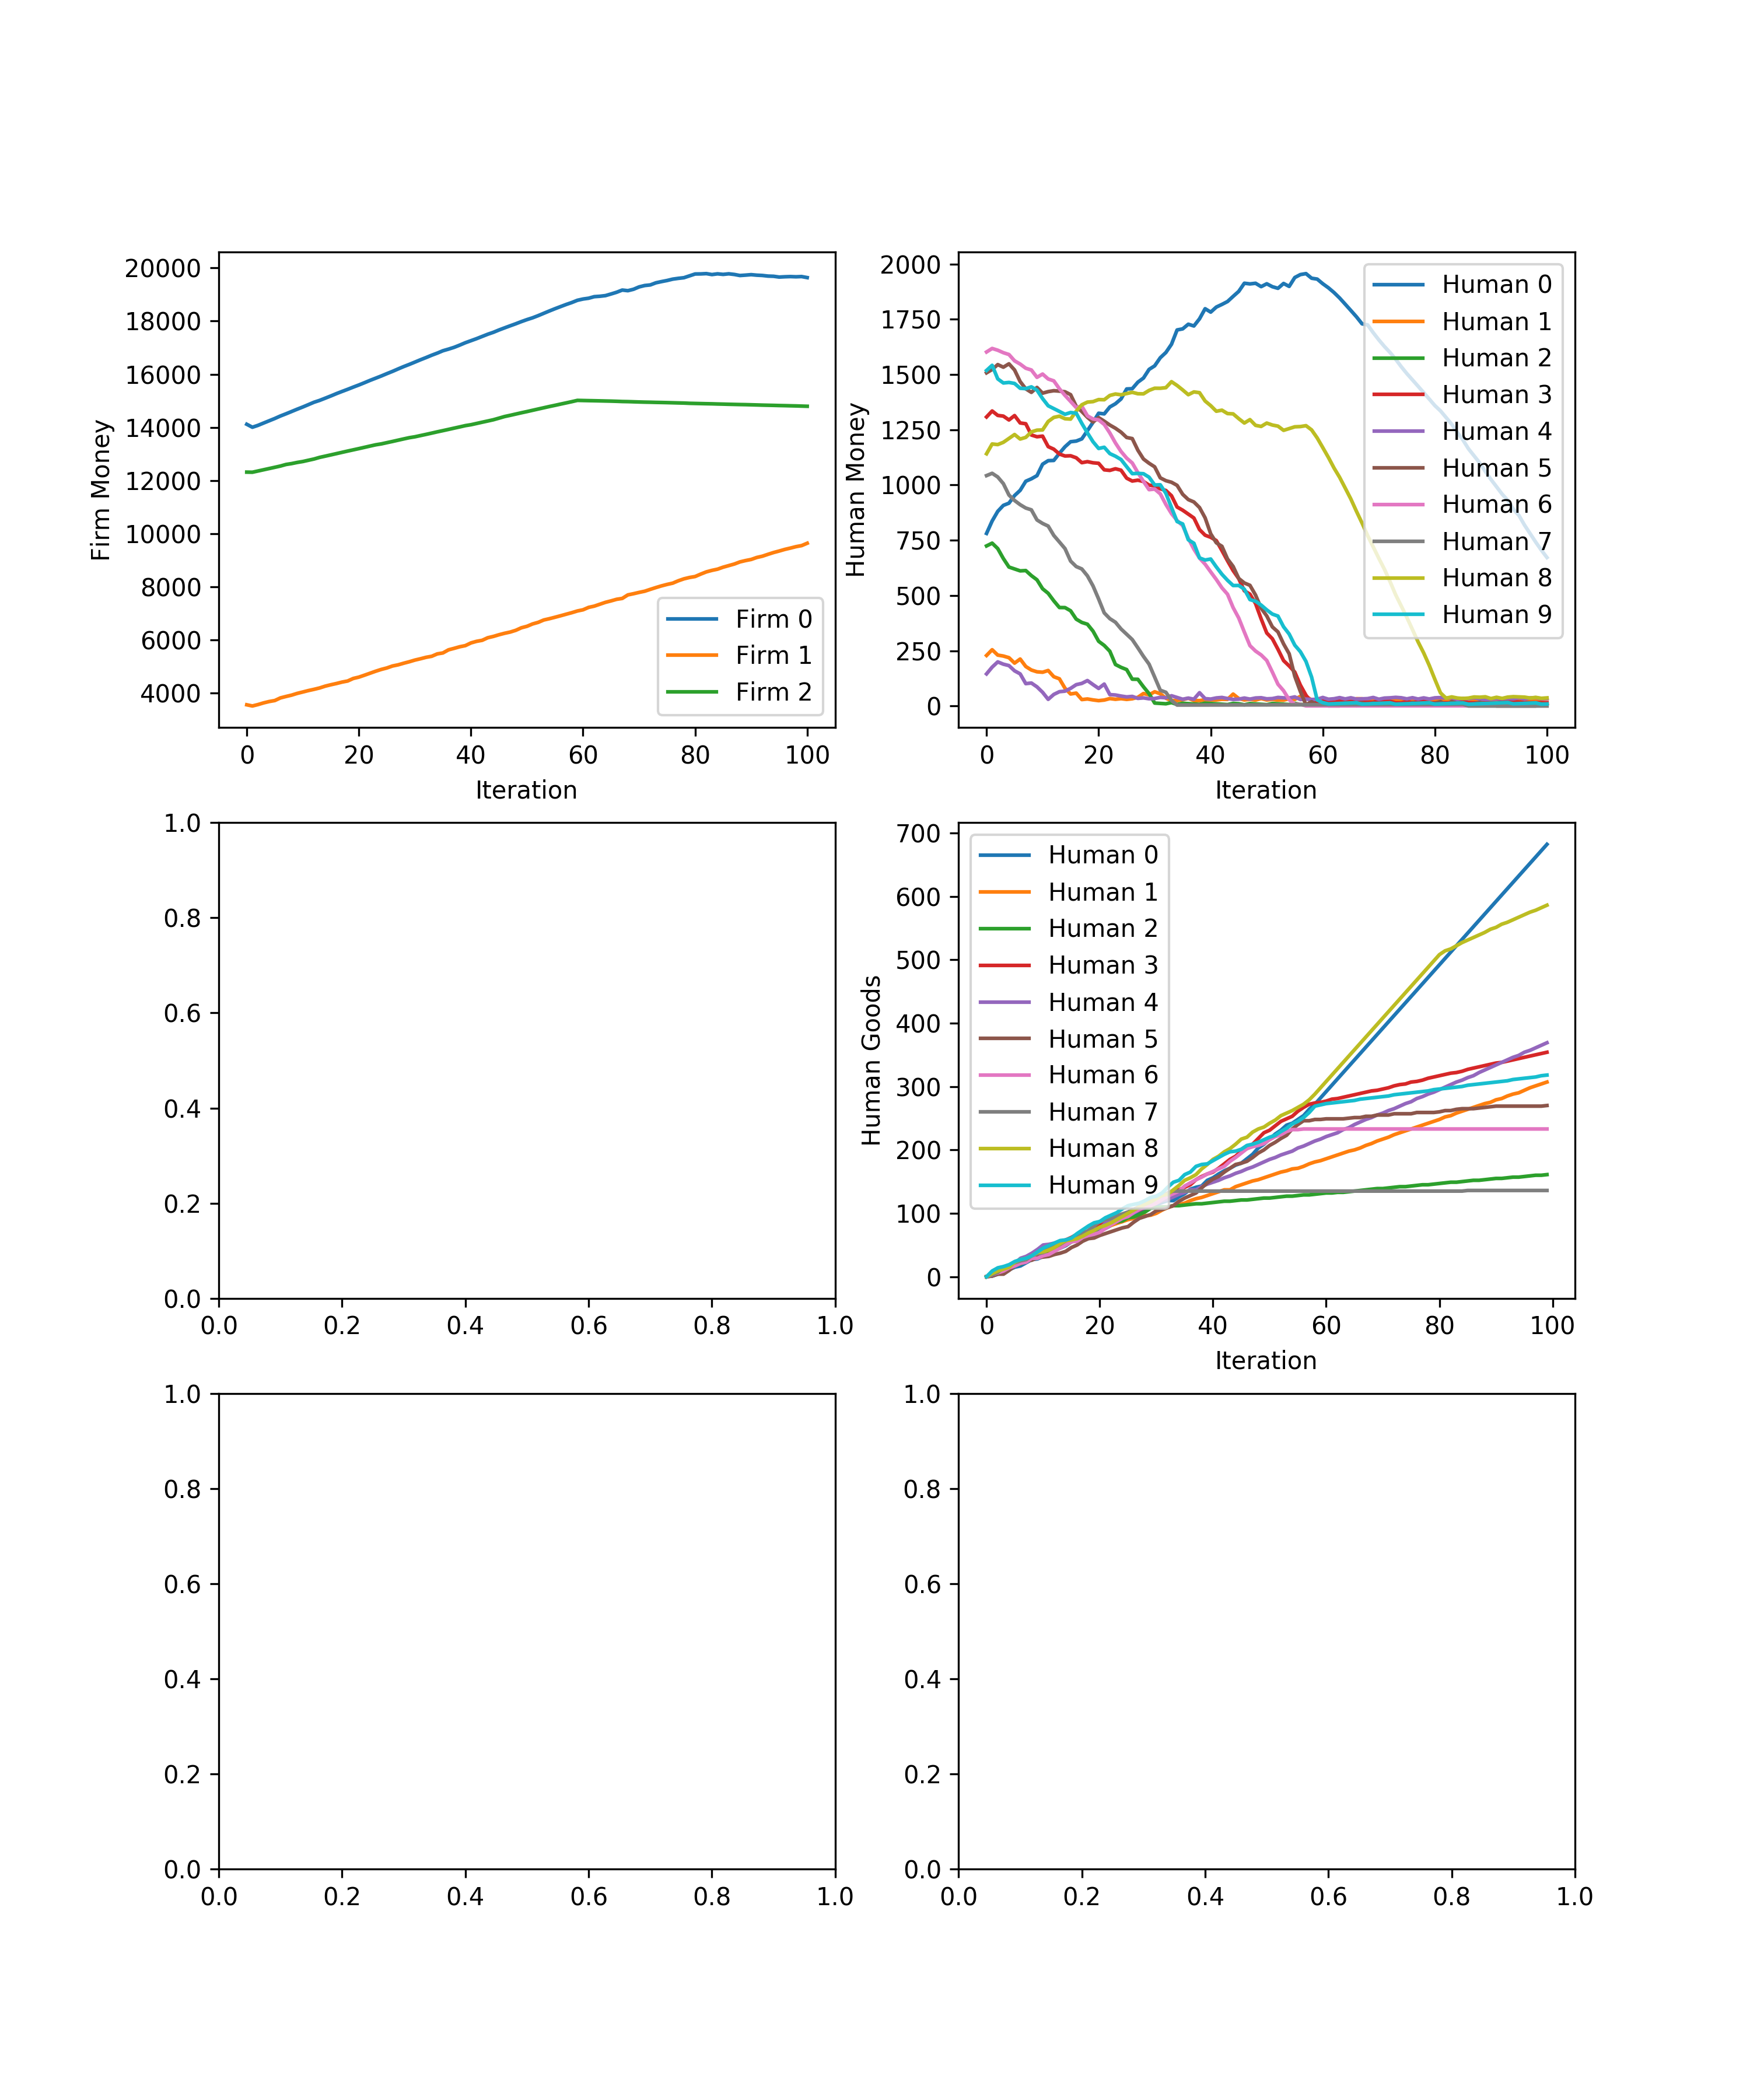 20000
18000
16000
14000
12000
10000
8000
6000
4000
Firm Money
0 20 40 60 80 100
Iteration
Firm 0
Firm 1
Firm 2
2000
1750
1500
1250
1000
750
500
250
0
Human Money
0 20 40 60 80 100
Iteration
Human 0
Human 1
Human 2
Human 3
Human 4
Human 5
Human 6
Human 7
Human 8
Human 9
1.0
0.8
0.6
0.4
0.2
0.0
0.0 0.2 0.4 0.6 0.8 1.0
700
600
500
400
300
200
100
0
Human Goods
0 20 40 60 80 100
Iteration
Human 0
Human 1
Human 2
Human 3
Human 4
Human 5
Human 6
Human 7
Human 8
Human 9
1.0
0.8
0.6
0.4
0.2
0.0
0.0 0.2 0.4 0.6 0.8 1.0
1.0
0.8
0.6
0.4
0.2
0.0
0.0 0.2 0.4 0.6 0.8 1.0